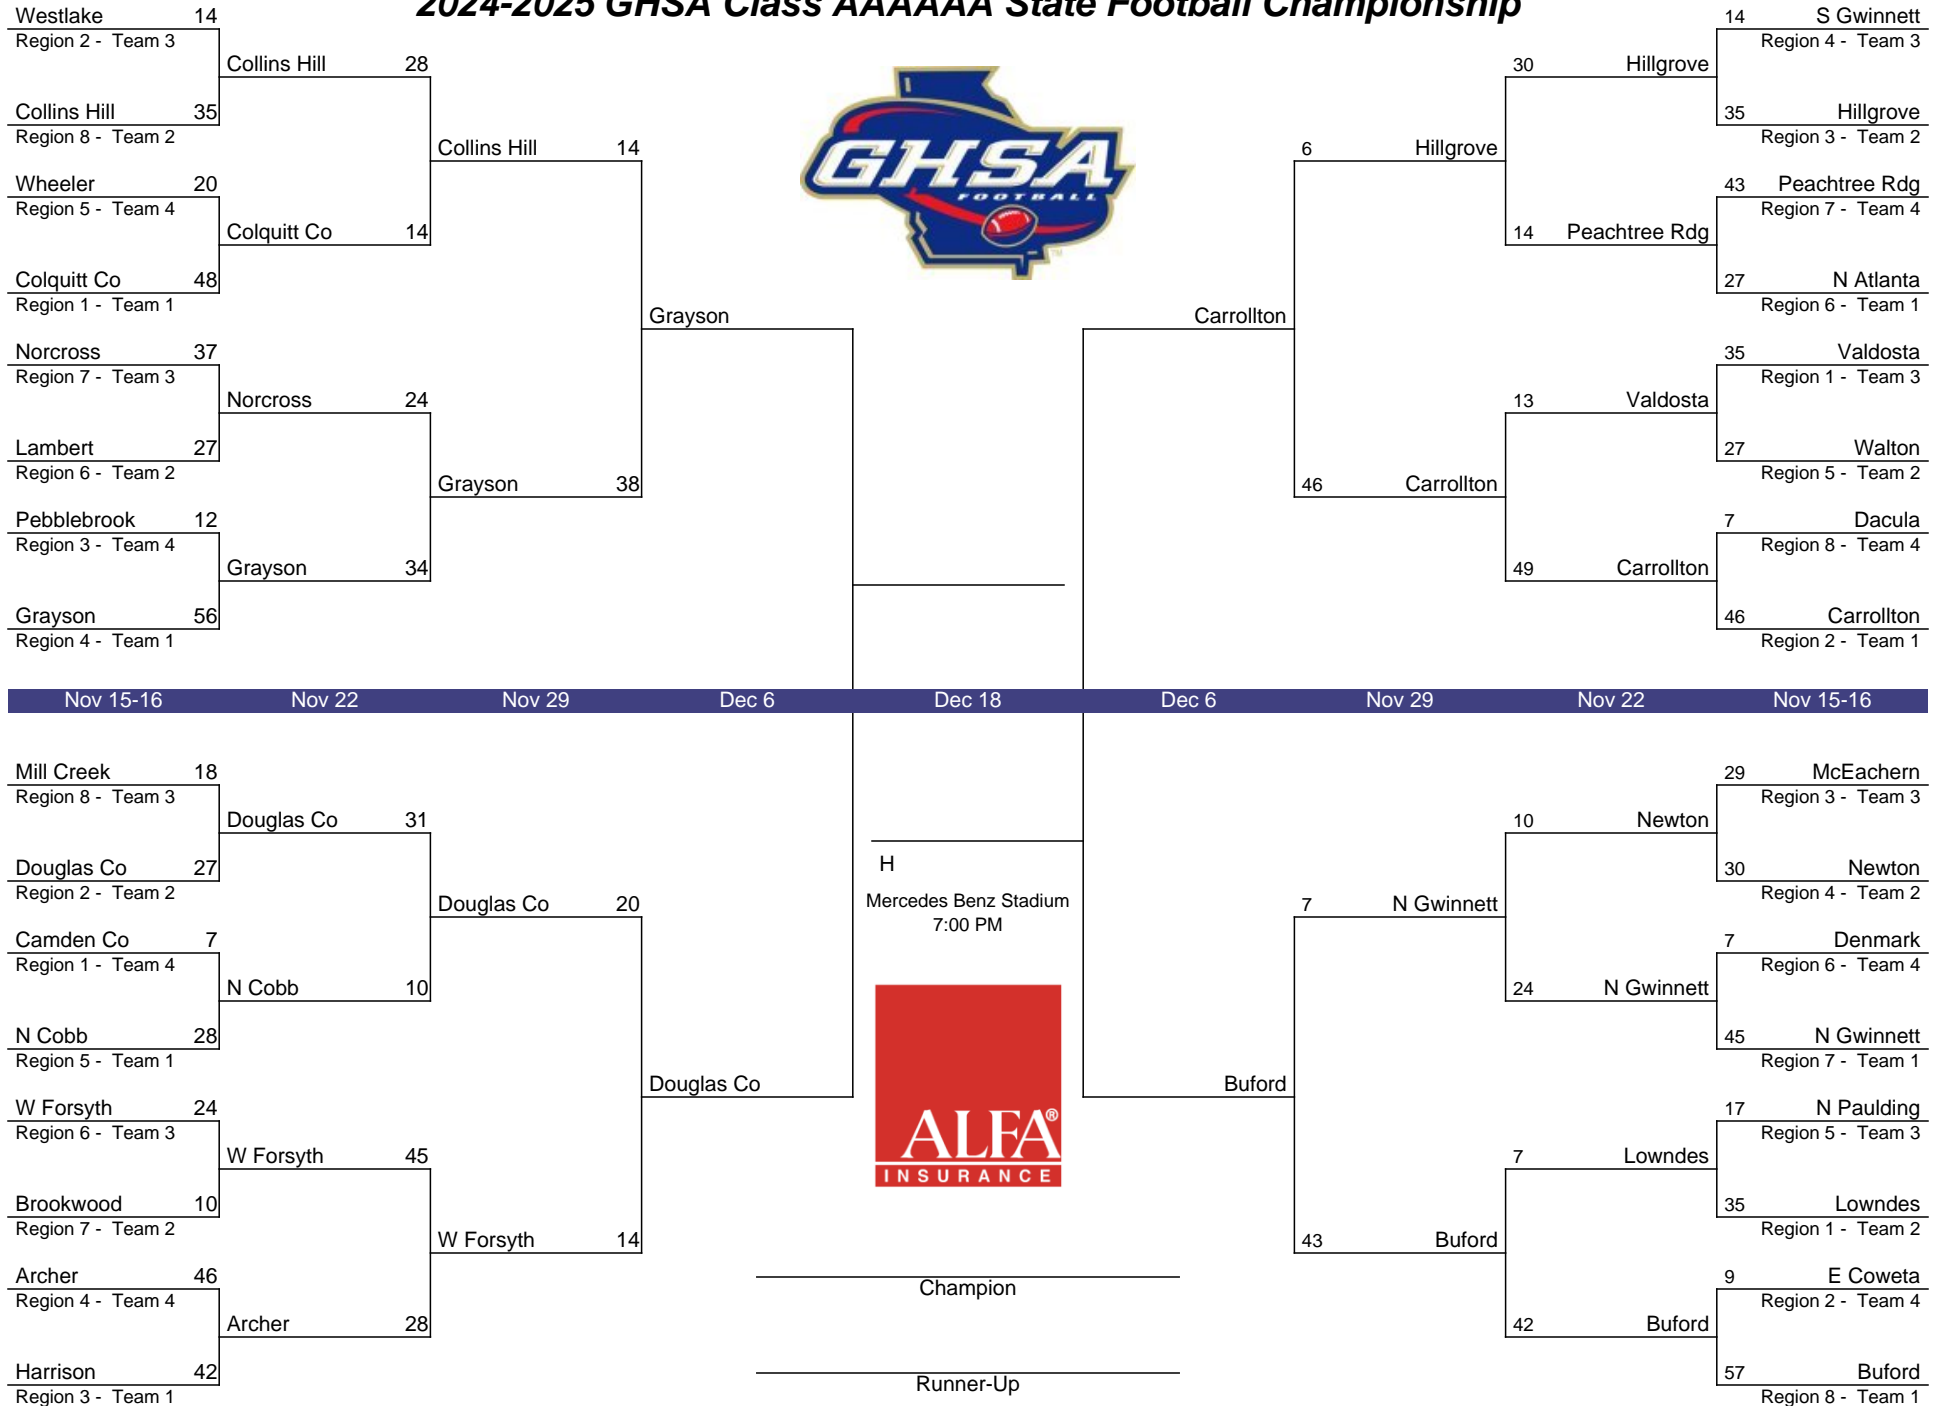 2024-2025 GHSA Class AAAAAA State Football Championship
Westlake 14
Region 2 - Team 3
Collins Hill 28
Collins Hill 35
Region 8 - Team 2
Collins Hill 14
Wheeler 20
Region 5 - Team 4
Colquitt Co 14
Colquitt Co 48
Region 1 - Team 1
Grayson
Norcross 37
Region 7 - Team 3
Norcross 24
Lambert 27
Region 6 - Team 2
Grayson 38
Pebblebrook 12
Region 3 - Team 4
Grayson 34
Grayson 56
Region 4 - Team 1
GHSA
FOOTBALL
TM
14 S Gwinnett
Region 4 - Team 3
30 Hillgrove
35 Hillgrove
Region 3 - Team 2
6 Hillgrove
43 Peachtree Rdg
Region 7 - Team 4
14 Peachtree Rdg
27 N Atlanta
Region 6 - Team 1
Carrollton
35 Valdosta
Region 1 - Team 3
13 Valdosta
27 Walton
Region 5 - Team 2
46 Carrollton
7 Dacula
Region 8 - Team 4
49 Carrollton
46 Carrollton
Region 2 - Team 1
Nov 15-16 Nov 22 Nov 29 Dec 6 Dec 18 Dec 6 Nov 29 Nov 22 Nov 15-16
Mill Creek 18
Region 8 - Team 3
Douglas Co 31
Douglas Co 27
Region 2 - Team 2
Douglas Co 20
Camden Co 7
Region 1 - Team 4
N Cobb 10
N Cobb 28
Region 5 - Team 1
Douglas Co
W Forsyth 24
Region 6 - Team 3
W Forsyth 45
Brookwood 10
Region 7 - Team 2
W Forsyth 14
Archer 46
Region 4 - Team 4
Archer 28
Harrison 42
Region 3 - Team 1
H
Mercedes Benz Stadium
7:00 PM
ALFA®
INSURANCE
Champion
Runner-Up
29 McEachern
Region 3 - Team 3
10 Newton
30 Newton
Region 4 - Team 2
7 N Gwinnett
7 Denmark
Region 6 - Team 4
24 N Gwinnett
45 N Gwinnett
Region 7 - Team 1
Buford
17 N Paulding
Region 5 - Team 3
7 Lowndes
35 Lowndes
Region 1 - Team 2
43 Buford
9 E Coweta
Region 2 - Team 4
42 Buford
57 Buford
Region 8 - Team 1